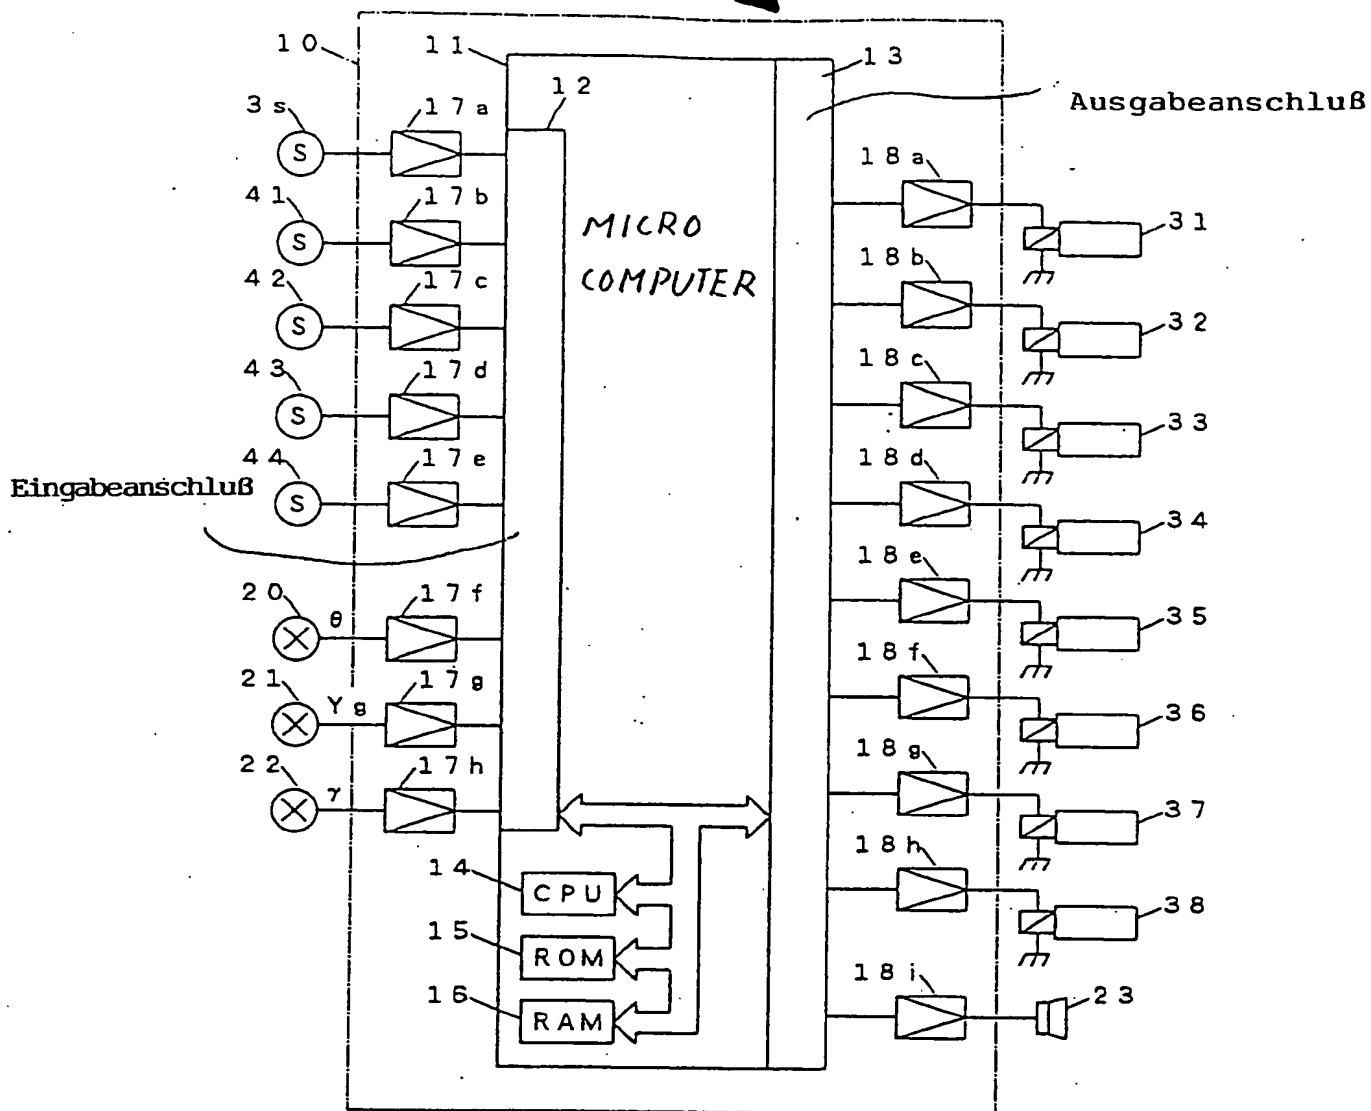 10
11
13
12
3s
17a
Ausgabeanschluß
S
18a
41
17b
MICRO
31
S
COMPUTER
18b
42
17c
32
S
18c
43
17d
33
S
18d
44
17e
34
Eingabeanschluß
S
18e
20
θ
17f
35
18f
21
Yg
17g
36
18g
22
γ
17h
37
18h
14
CPU
38
15
ROM
18i
23
16
RAM